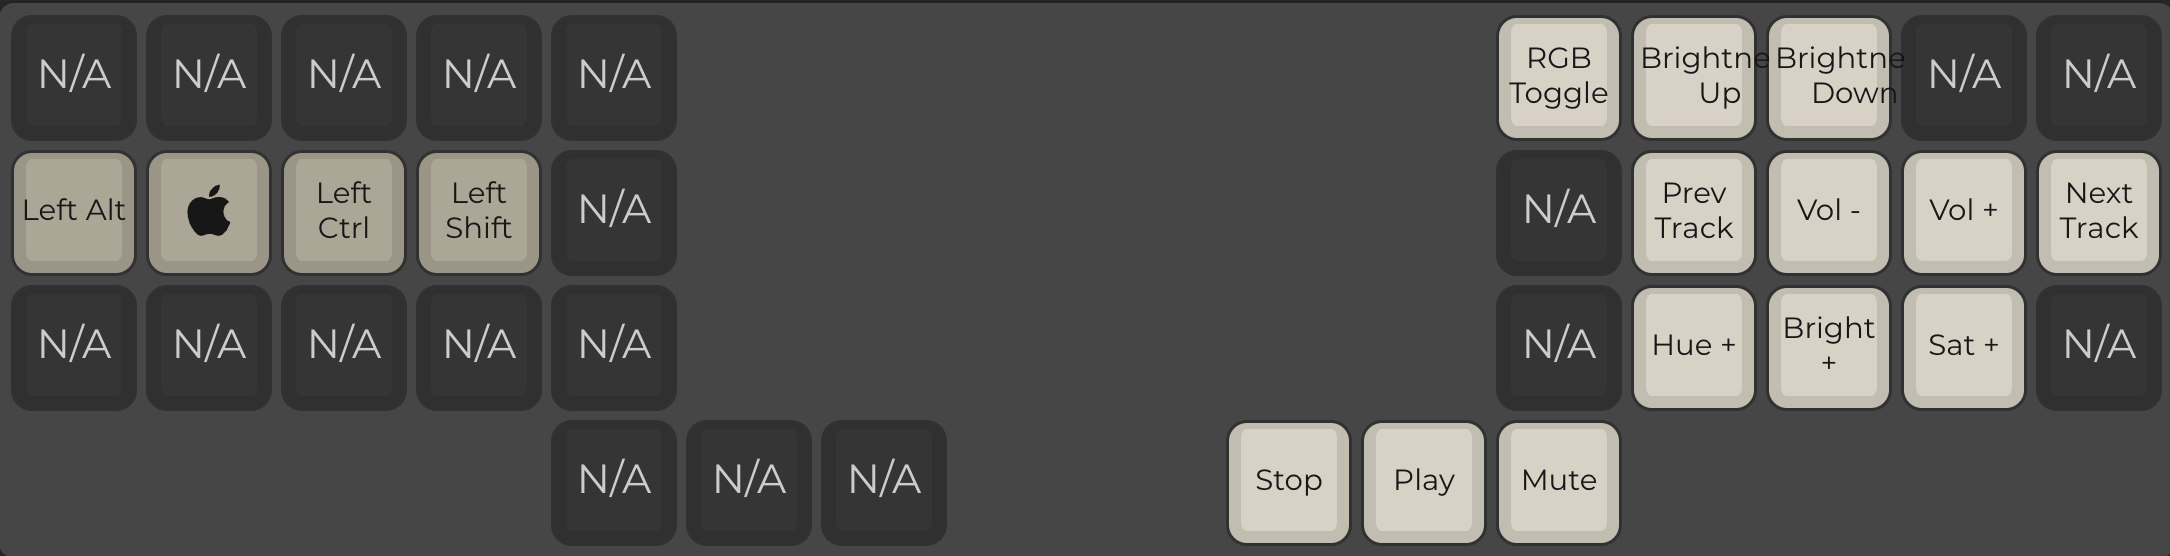 N/A N/A N/A N/A N/A RGB Toggle Brightne Up Brightne Down N/A N/A
Left Alt Left Ctrl Left Shift N/A N/A Prev Track Vol - Vol + Next Track
N/A N/A N/A N/A N/A N/A Hue + Bright + Sat + N/A
N/A N/A N/A Stop Play Mute